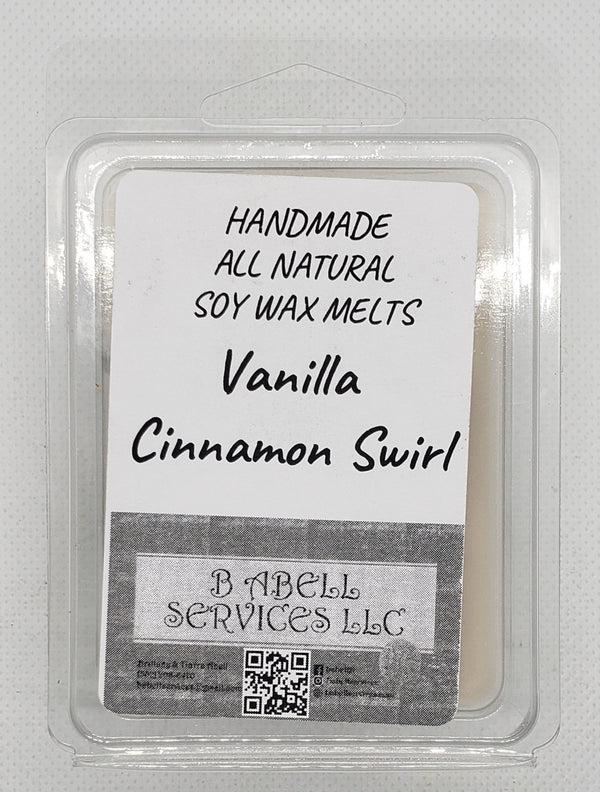 HANDMADE
ALL NATURAL
SOY WAX MELTS
Vanilla
Cinnamon Swirl
B ABELL
SERVICES LLC